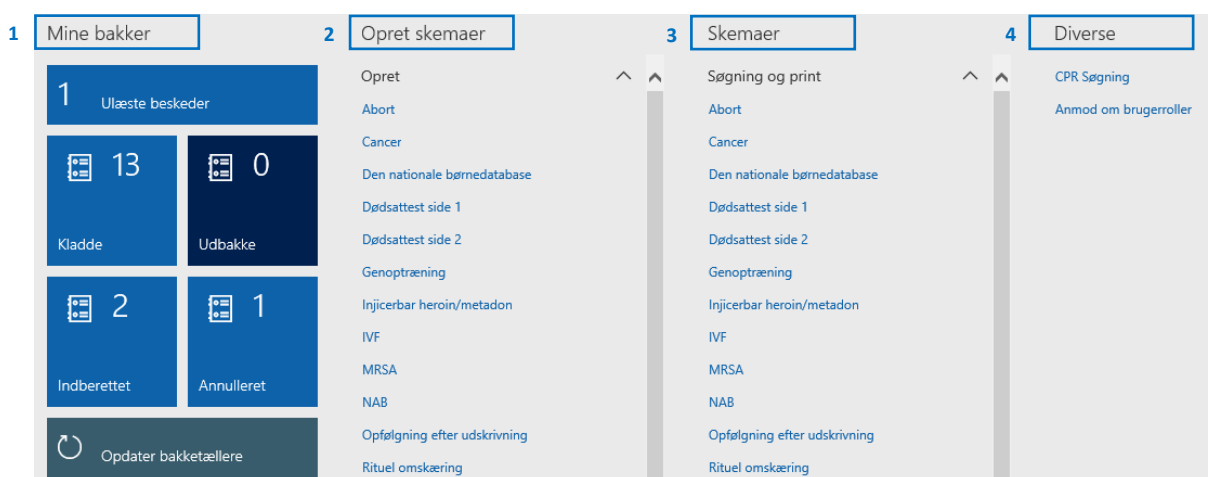 1 Mine bakker
1 Ulæste beskeder
13
Kladde
0
Udbakke
2
Indberettet
1
Annulleret
Opdater bakketællere
2 Opret skemaer
Opret
Abort
Cancer
Den nationale børnedatabase
Dødsattest side 1
Dødsattest side 2
Genoptræning
Injicerbar heroin/metadon
IVF
MRSA
NAB
Opfølgning efter udskrivning
Rituel omskæring
3 Skemaer
Søgning og print
Abort
Cancer
Den nationale børnedatabase
Dødsattest side 1
Dødsattest side 2
Genoptræning
Injicerbar heroin/metadon
IVF
MRSA
NAB
Opfølgning efter udskrivning
Rituel omskæring
4 Diverse
CPR Søgning
Anmod om brugerroller